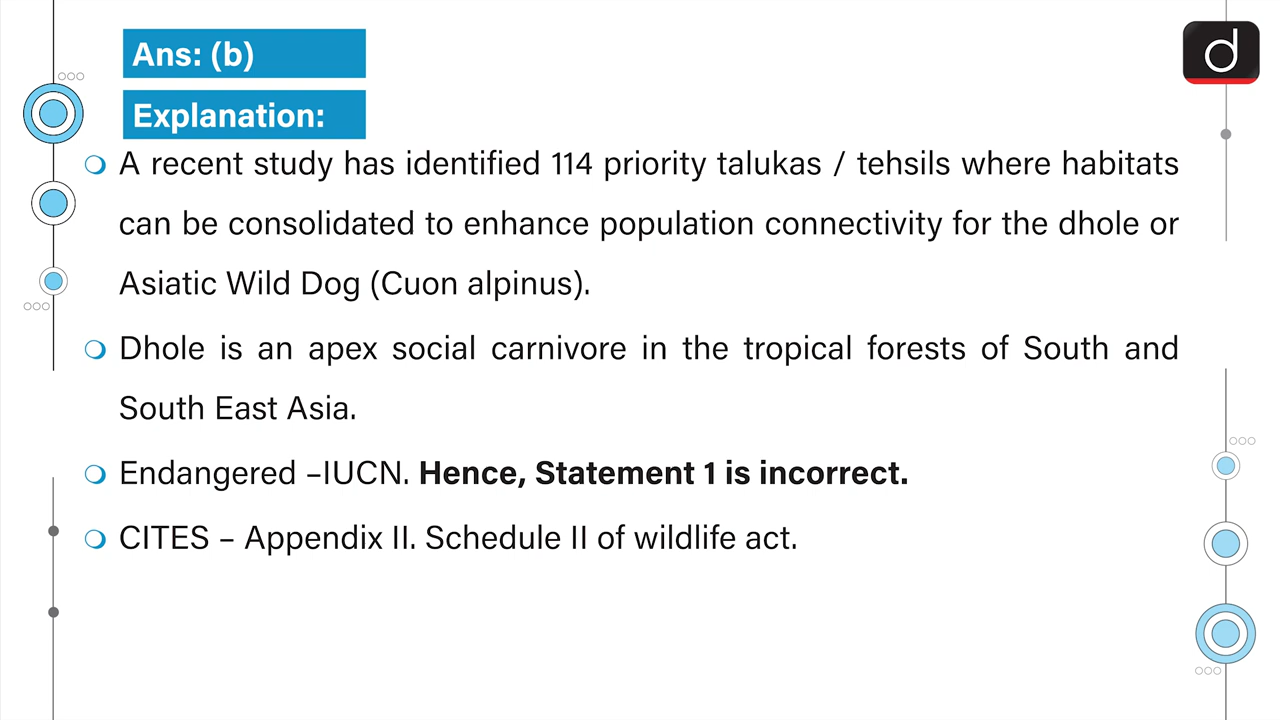 Ans: (b)
Explanation:
A recent study has identified 114 priority talukas / tehsils where habitats
can be consolidated to enhance population connectivity for the dhole or
Asiatic Wild Dog (Cuon alpinus).
Dhole is an apex social carnivore in the tropical forests of South and
South East Asia.
Endangered –IUCN. Hence, Statement 1 is incorrect.
CITES – Appendix II. Schedule II of wildlife act.
d